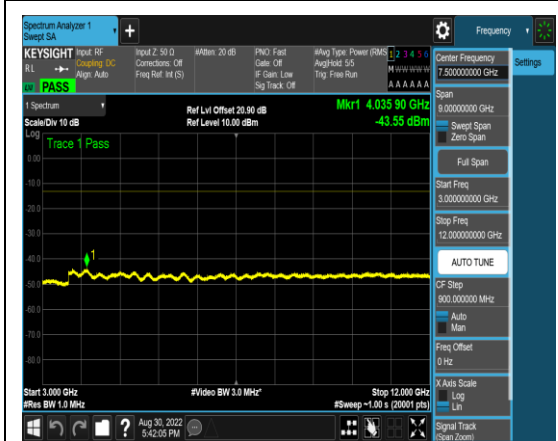 Spectrum Analyzer 1
Swept SA
+
Frequency
KEYSIGHT
RL
PASS
Input: RF
Coupling: DC
Align: Auto
Input Z: 50 Ω
Corrections: Off
Freq Ref: Int (S)
#Atten: 20 dB
PNO: Fast
Gate: Off
IF Gain: Low
Sig Track: Off
#Avg Type: Power (RMS
Avg|Hold: 5/5
Trig: Free Run
1 2 3 4 5 6
M W W W W W
A A A A A A
1 Spectrum
Scale/Div 10 dB
Ref Lvl Offset 20.90 dB
Ref Level 10.00 dBm
Mkr1 4.035 90 GHz
-43.55 dBm
Log
Trace 1 Pass
0.00
-10.0
-20.0
-30.0
-40.0
-50.0
-60.0
-70.0
-80.0
1
Start 3.000 GHz
#Res BW 1.0 MHz
#Video BW 3.0 MHz*
Stop 12.000 GHz
#Sweep ~1.00 s (20001 pts)
Center Frequency
7.500000000 GHz
Span
9.00000000 GHz
Swept Span
Zero Span
Full Span
Start Freq
3.000000000 GHz
Stop Freq
12.000000000 GHz
AUTO TUNE
CF Step
900.000000 MHz
Auto
Man
Freq Offset
0 Hz
X Axis Scale
Log
Lin
Signal Track
(Span Zoom)
Settings
?
Aug 30, 2022
5:42:05 PM